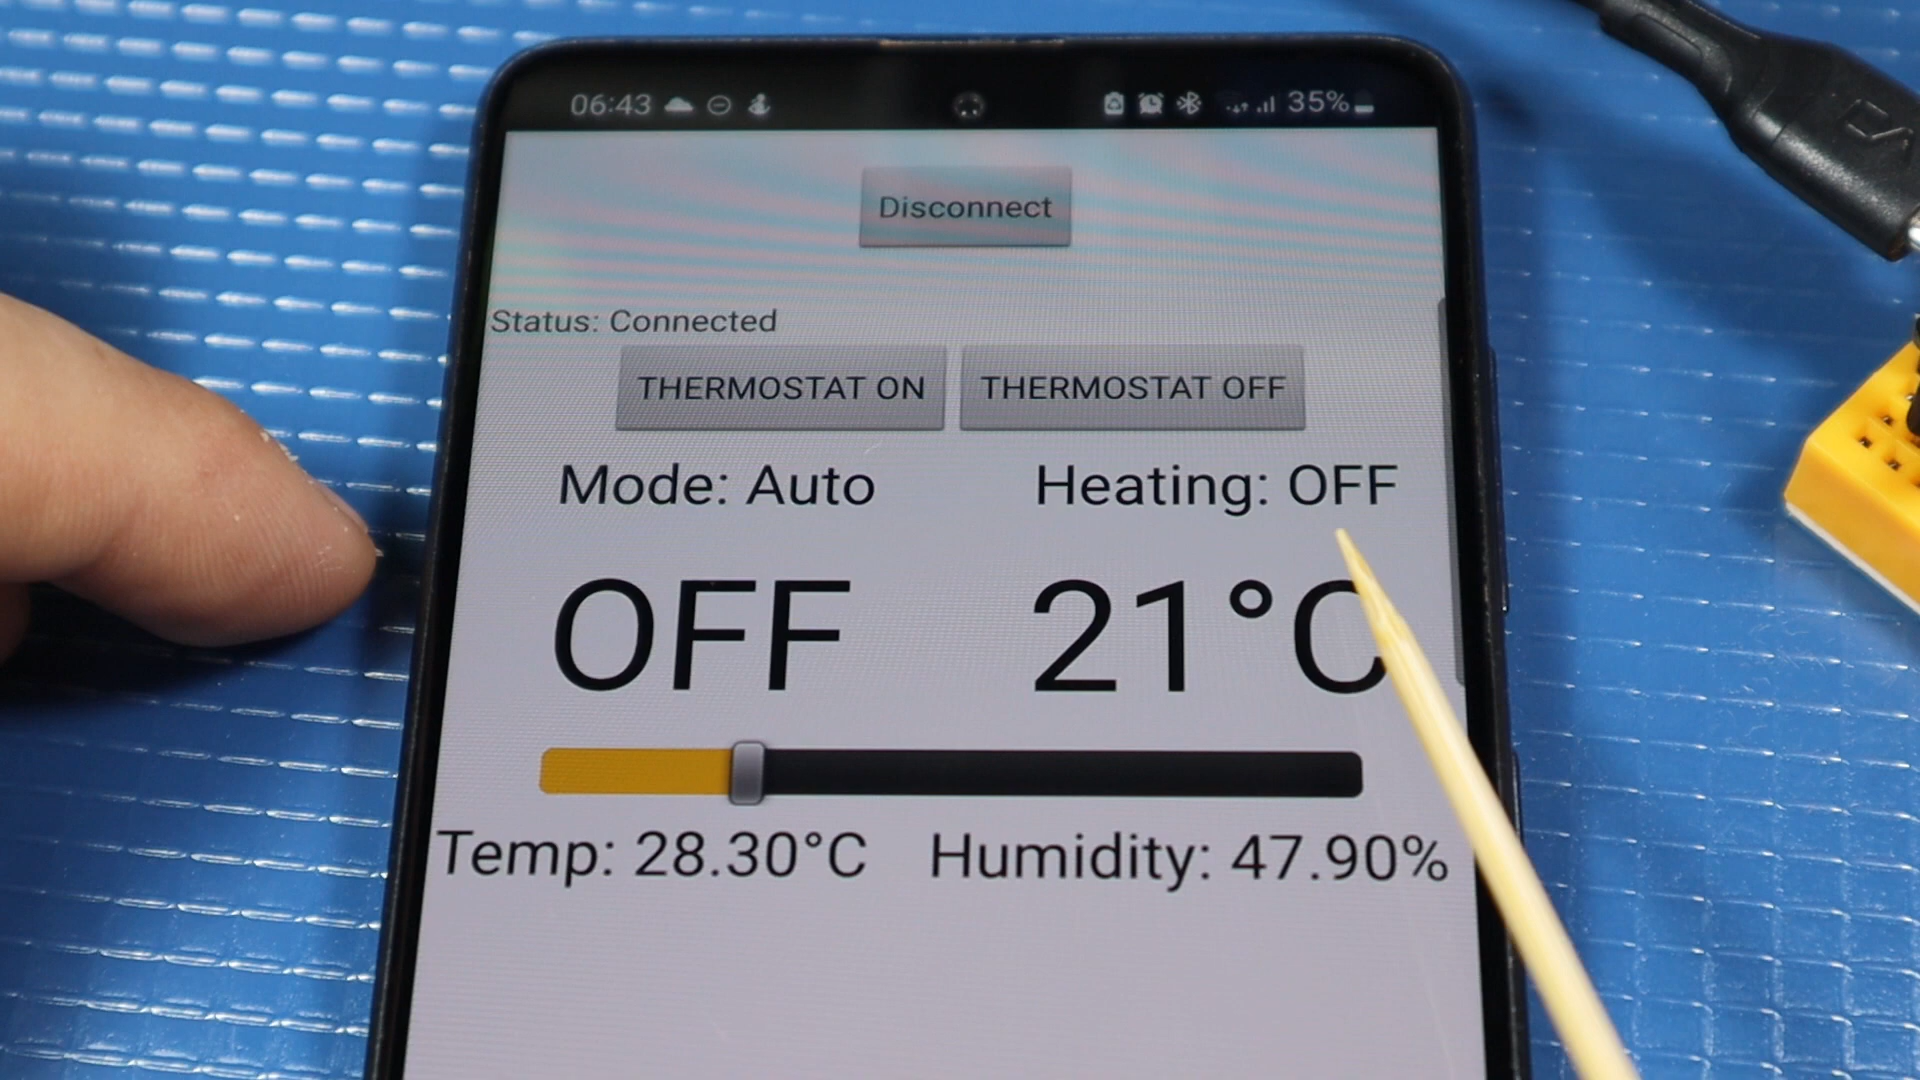 06:43 35%
Disconnect
Status: Connected
THERMOSTAT ON THERMOSTAT OFF
Mode: Auto Heating: OFF
OFF 21°C
Temp: 28.30°C Humidity: 47.90%